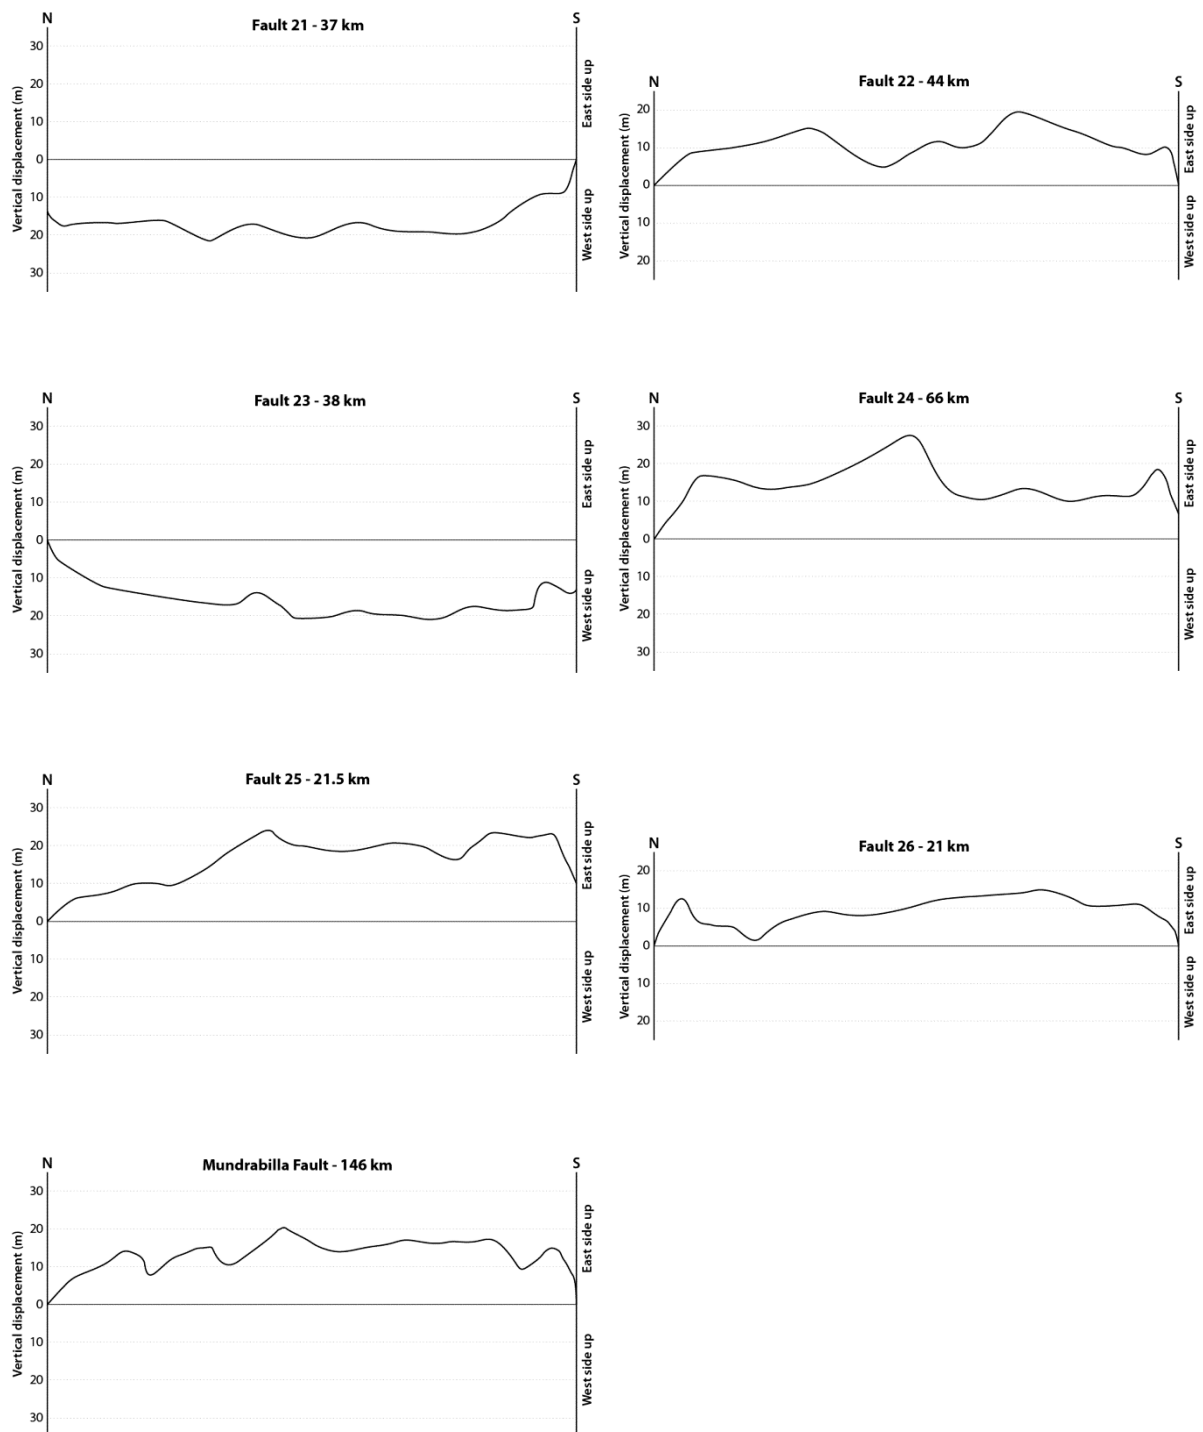 Fault 21 - 37 km
N
S
30
20
10
0
10
20
30
Vertical displacement (m)
East side up
West side up
Fault 22 - 44 km
N
S
20
10
0
10
20
Vertical displacement (m)
East side up
West side up
Fault 23 - 38 km
N
S
30
20
10
0
10
20
30
Vertical displacement (m)
East side up
West side up
Fault 24 - 66 km
N
S
30
20
10
0
10
20
30
Vertical displacement (m)
East side up
West side up
Fault 25 - 21.5 km
N
S
30
20
10
0
10
20
30
Vertical displacement (m)
East side up
West side up
Fault 26 - 21 km
N
S
20
10
0
10
20
Vertical displacement (m)
East side up
West side up
Mundrabilla Fault - 146 km
N
S
30
20
10
0
10
20
30
Vertical displacement (m)
East side up
West side up